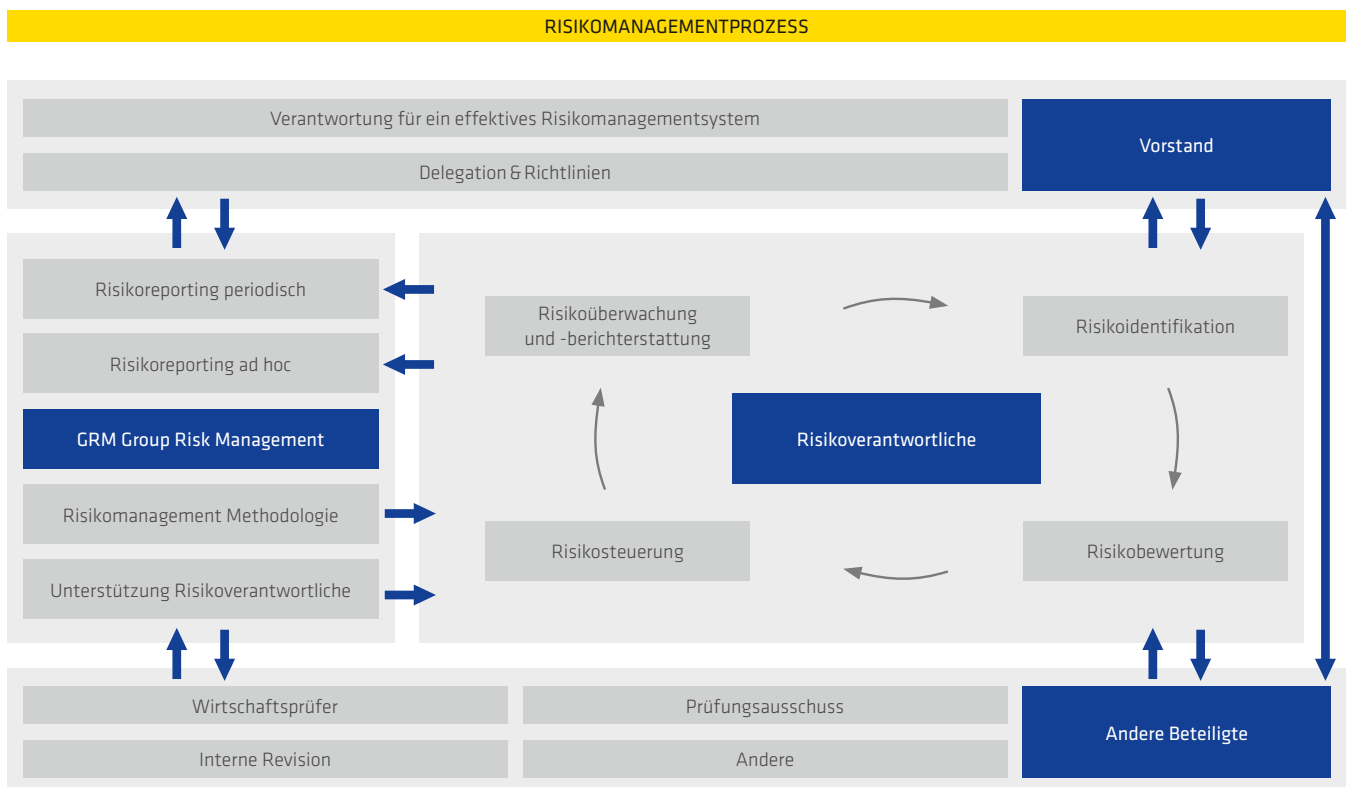 RISIKOMANAGEMENTPROZESS
Verantwortung für ein effektives Risikomanagementsystem
Delegation & Richtlinien
Vorstand
Risikoreporting periodisch
Risikoreporting ad hoc
GRM Group Risk Management
Risikomanagement Methodologie
Unterstützung Risikoverantwortliche
Risikoüberwachung
und -berichterstattung
Risikoidentifikation
Risikoverantwortliche
Risikosteuerung
Risikobewertung
Wirtschaftsprüfer
Prüfungsausschuss
Interne Revision
Andere
Andere Beteiligte